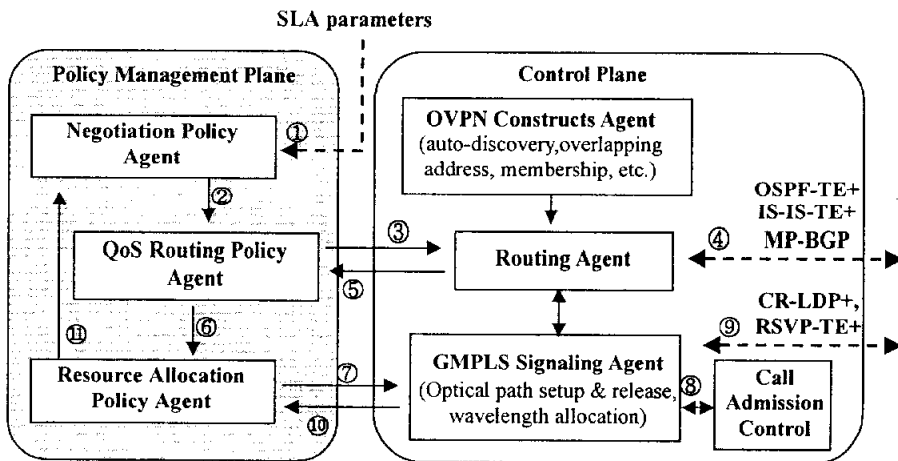 SLA parameters
Policy Management Plane
Negotiation Policy
Agent
①
②
QoS Routing Policy
Agent
③
⑤
⑥
⑪
Resource Allocation
Policy Agent
⑦
⑩
Control Plane
OVPN Constructs Agent
(auto-discovery,overlapping
address, membership, etc.)
Routing Agent
OSPF-TE+
IS-IS-TE+
④ MP-BGP
CR-LDP+,
⑨ RSVP-TE+
GMPLS Signaling Agent
(Optical path setup & release,
wavelength allocation)
⑧
Call
Admission
Control